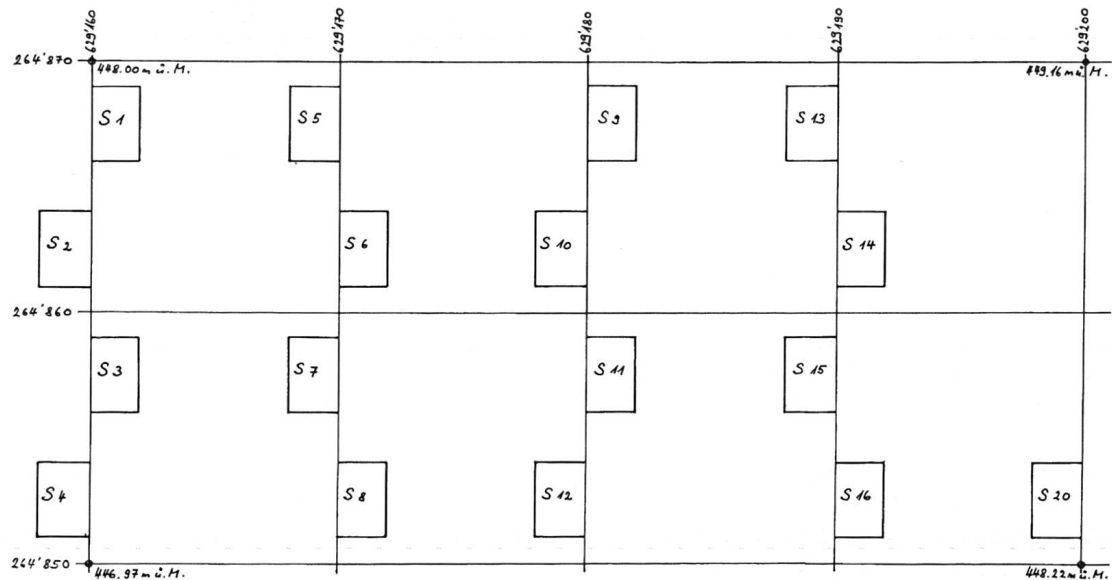 629'160 629'170 629'180 629'190 629'200
264'870
448.00 m ü. M. 449.16 m ü. M.
S 1 S 5 S 9 S 13
S 2 S 6 S 10 S 14
264'860
S 3 S 7 S 11 S 15
S 4 S 8 S 12 S 16 S 20
264'850
446.97 m ü. M. 448.22 m ü. M.